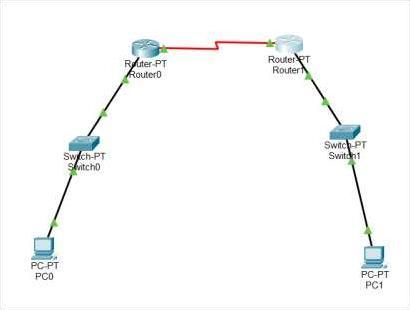 Router-PT
Router0
Router-PT
Router1
Switch-PT
Switch0
Switch-PT
Switch1
PC-PT
PC0
PC-PT
PC1